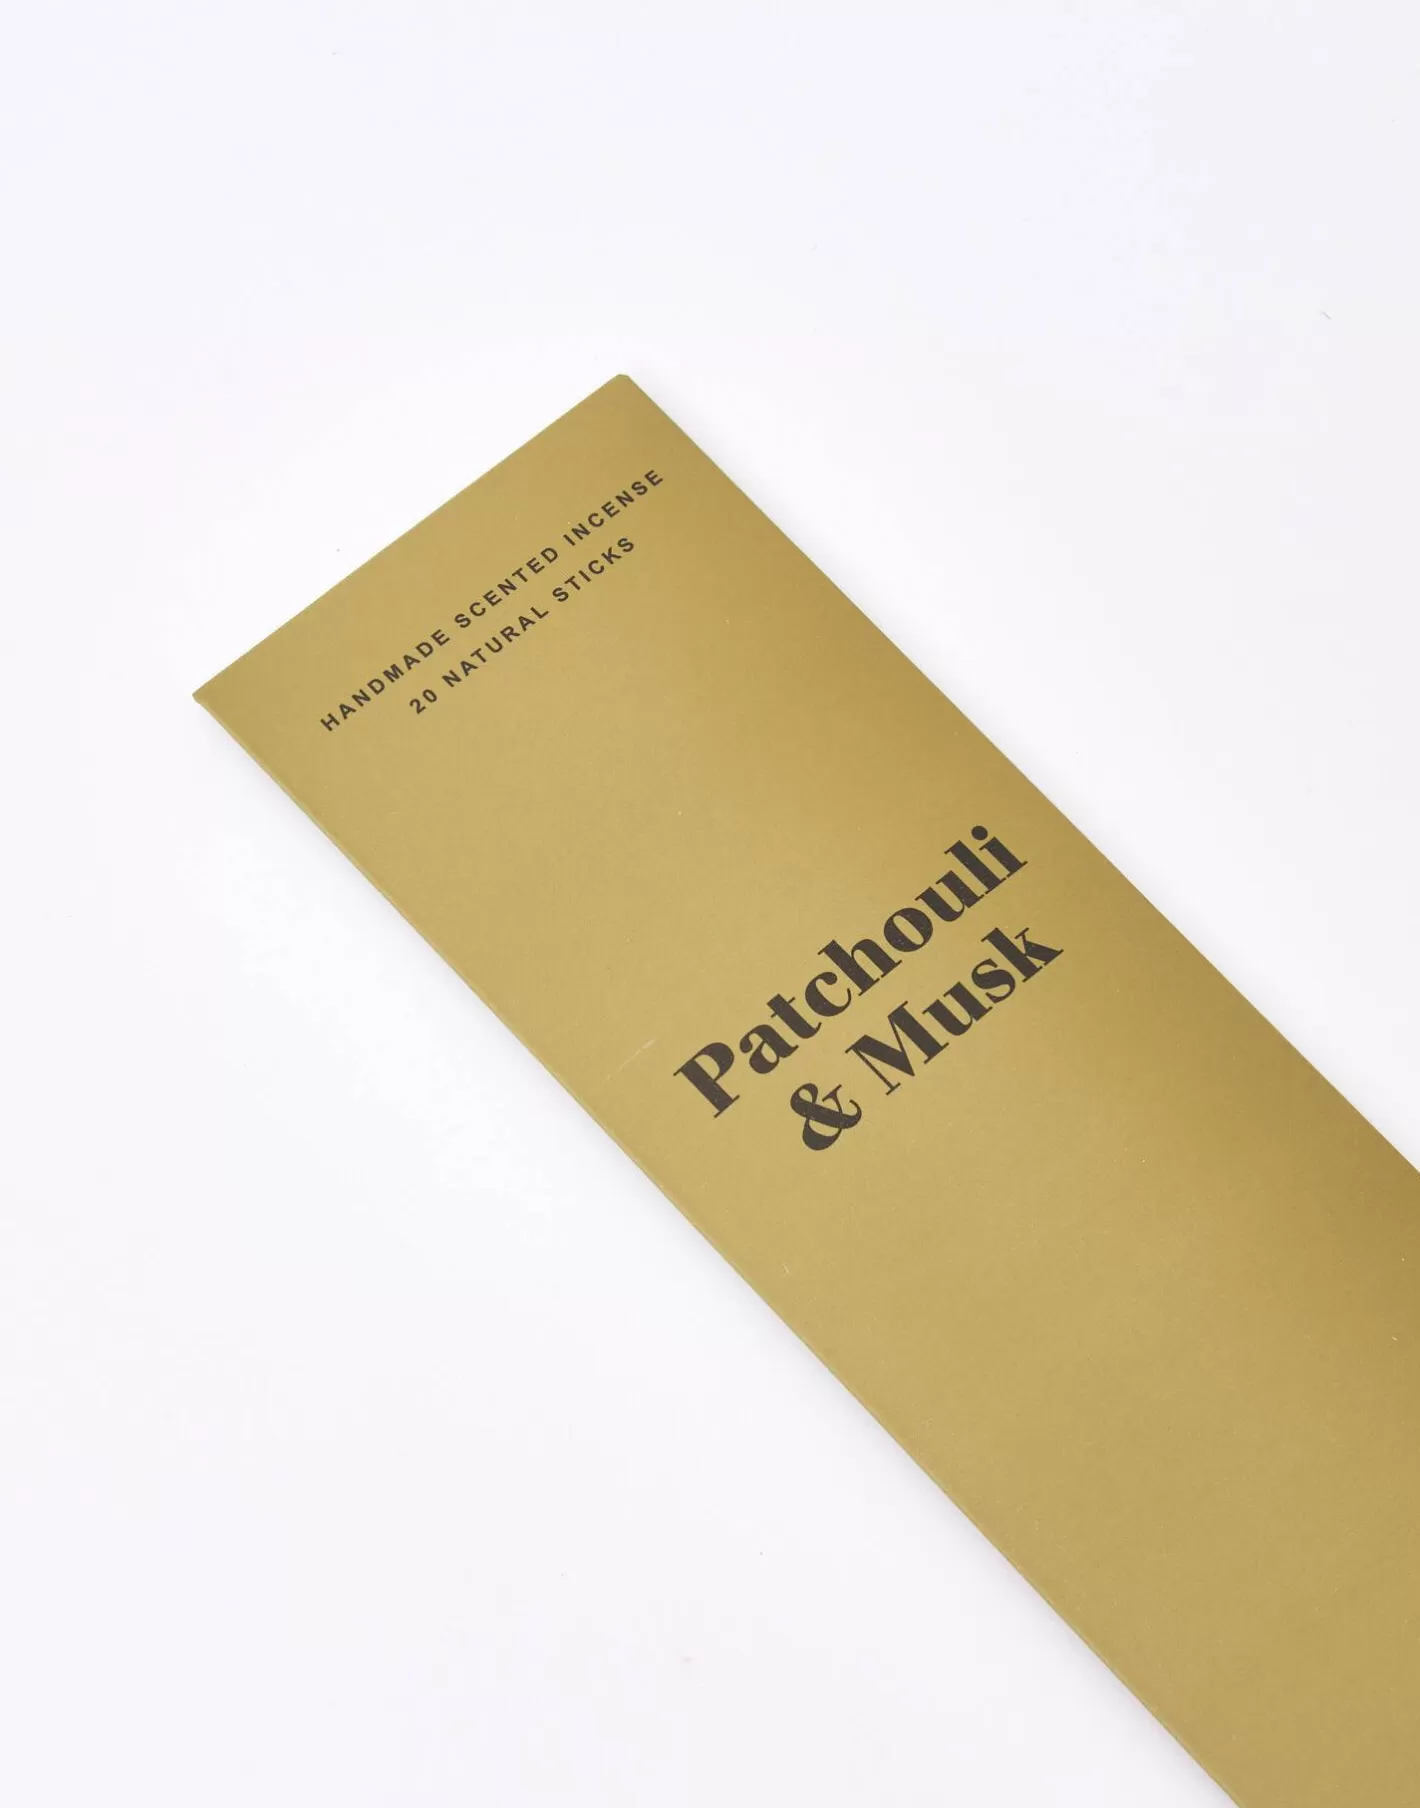 HANDMADE SCENTED INCENSE
20 NATURAL STICKS
Patchouli
& Musk